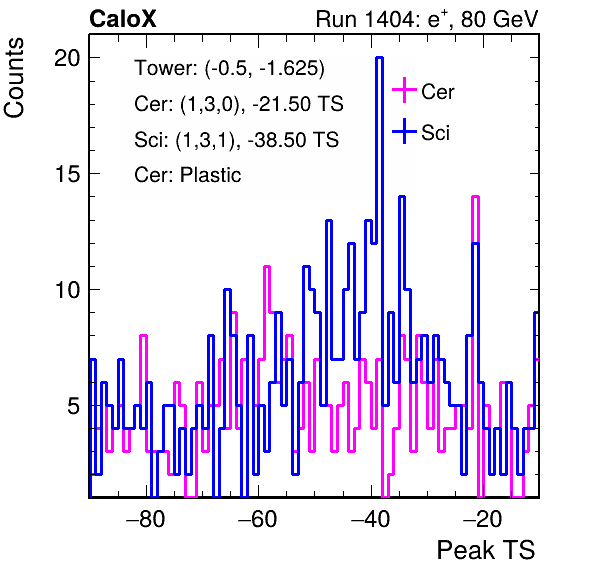 CaloX Run 1404: e⁺, 80 GeV
Counts
Tower: (-0.5, -1.625)
Cer: (1,3,0), -21.50 TS
Sci: (1,3,1), -38.50 TS
Cer: Plastic
Cer
Sci
20
15
10
5
−80 −60 −40 −20
Peak TS